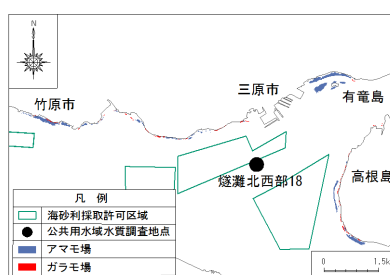 N
三原市
有竜島
竹原市
燧灘北西部18
高根島
凡 例
海砂利採取許可区域
公共用水域水質調査地点
アマモ場
ガラモ場
0 1.5k